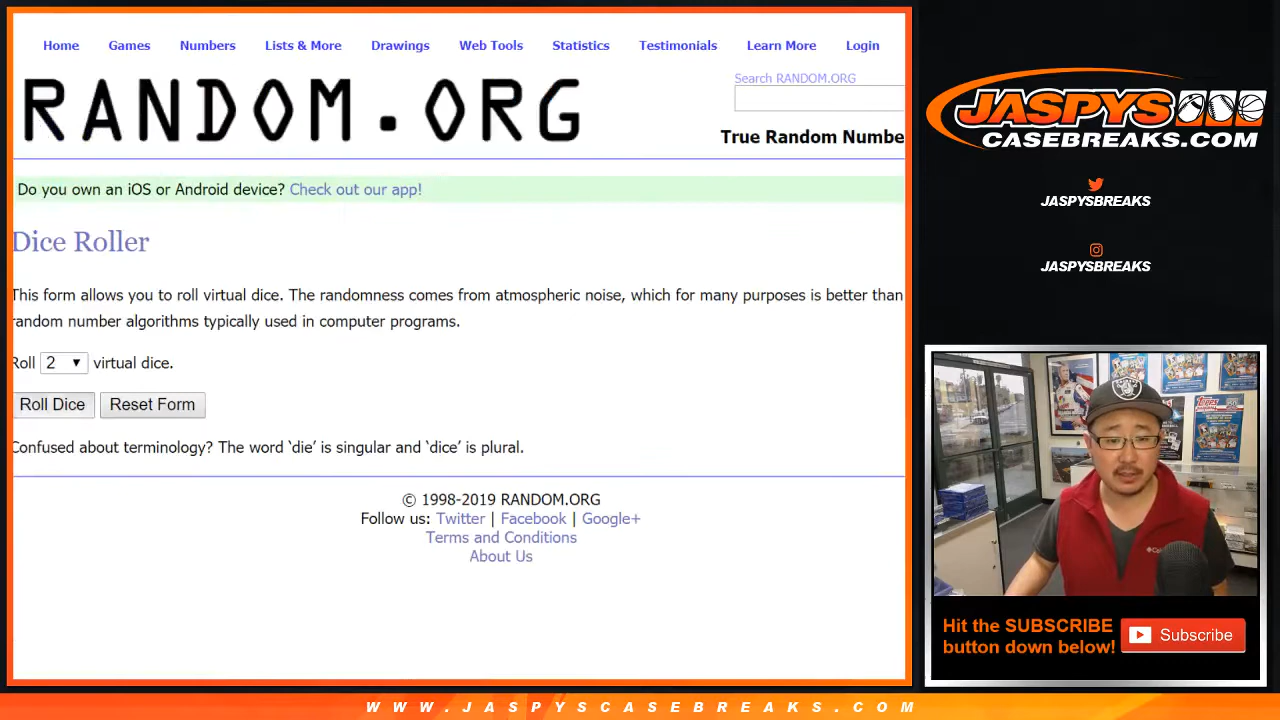 Home Games Numbers Lists & More Drawings Web Tools Statistics Testimonials Learn More Login
RANDOM.ORG
Search RANDOM.ORG
True Random Numbe
Do you own an iOS or Android device? Check out our app!
Dice Roller
This form allows you to roll virtual dice. The randomness comes from atmospheric noise, which for many purposes is better than
random number algorithms typically used in computer programs.
Roll 2 virtual dice.
Roll Dice Reset Form
Confused about terminology? The word ‘die’ is singular and ‘dice’ is plural.
© 1998-2019 RANDOM.ORG
Follow us: Twitter | Facebook | Google+
Terms and Conditions
About Us
JASPYS
CASEBREAKS.COM
JASPYSBREAKS
JASPYSBREAKS
Hit the SUBSCRIBE
button down below!
Subscribe
WWW.JASPYSCASEBREAKS.COM